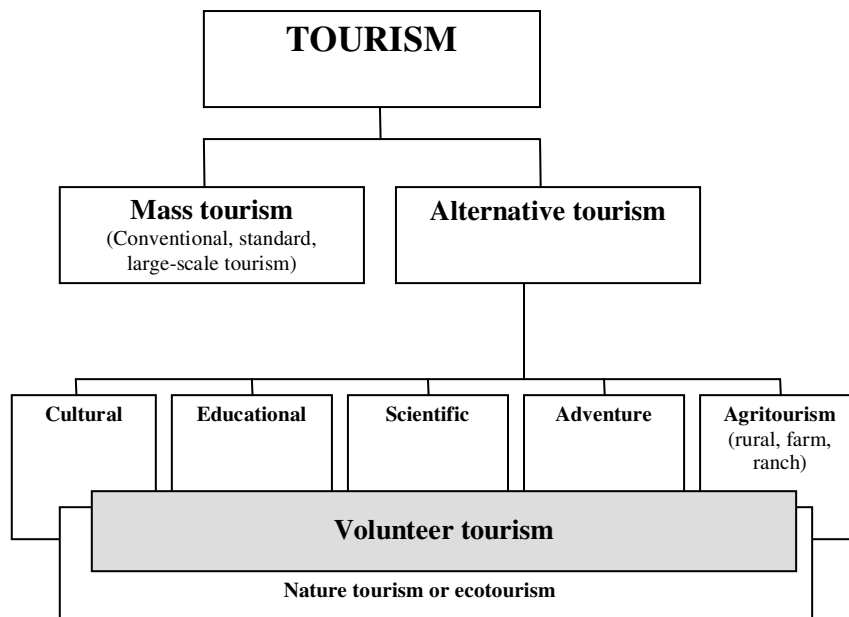 TOURISM
Mass tourism
(Conventional, standard,
large-scale tourism)
Alternative tourism
Cultural
Educational
Scientific
Adventure
Agritourism
(rural, farm,
ranch)
Volunteer tourism
Nature tourism or ecotourism